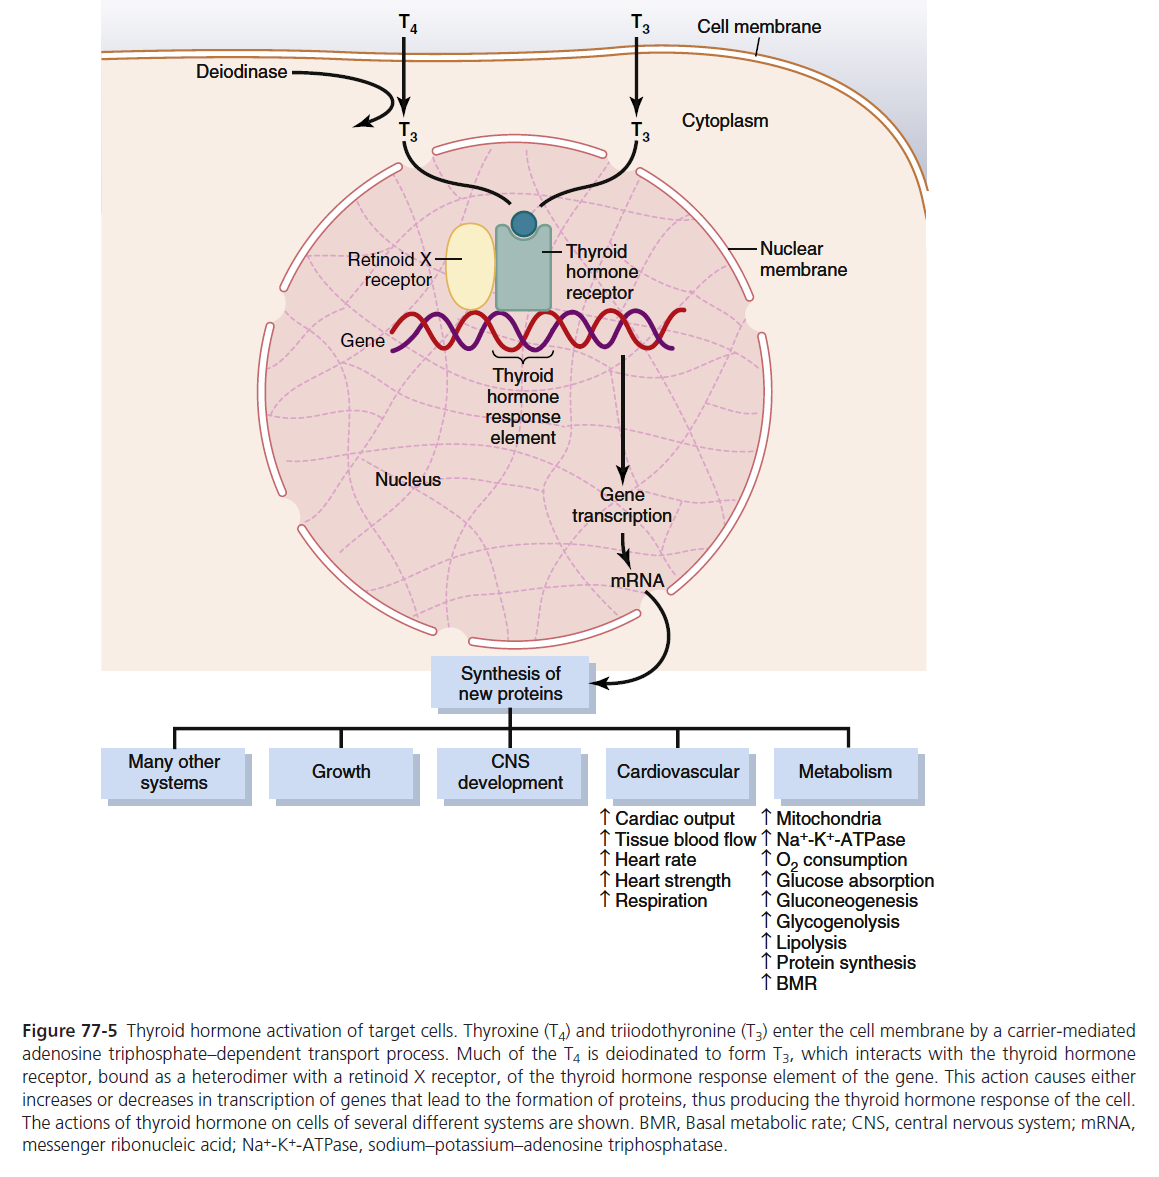 T4
T3
Cell membrane
Deiodinase
T3
T3
Cytoplasm
Retinoid X
receptor
Thyroid
hormone
receptor
Nuclear
membrane
Gene
Thyroid
hormone
response
element
Nucleus
Gene
transcription
mRNA
Synthesis of
new proteins
Many other
systems
Growth
CNS
development
Cardiovascular
Metabolism
↑ Cardiac output
↑ Tissue blood flow
↑ Heart rate
↑ Heart strength
↑ Respiration
↑ Mitochondria
↑ Na+-K+-ATPase
↑ O2 consumption
↑ Glucose absorption
↑ Gluconeogenesis
↑ Glycogenolysis
↑ Lipolysis
↑ Protein synthesis
↑ BMR
Figure 77-5 Thyroid hormone activation of target cells. Thyroxine (T4) and triiodothyronine (T3) enter the cell membrane by a carrier-mediated
adenosine triphosphate–dependent transport process. Much of the T4 is deiodinated to form T3, which interacts with the thyroid hormone
receptor, bound as a heterodimer with a retinoid X receptor, of the thyroid hormone response element of the gene. This action causes either
increases or decreases in transcription of genes that lead to the formation of proteins, thus producing the thyroid hormone response of the cell.
The actions of thyroid hormone on cells of several different systems are shown. BMR, Basal metabolic rate; CNS, central nervous system; mRNA,
messenger ribonucleic acid; Na+-K+-ATPase, sodium–potassium–adenosine triphosphatase.